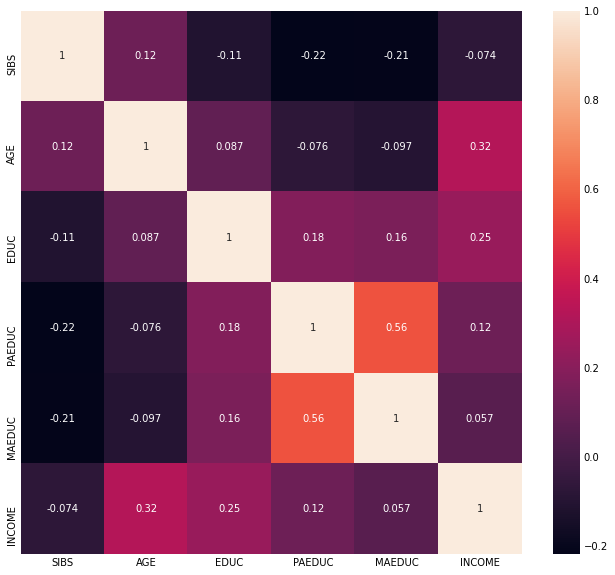 SIBS 1 0.12 -0.11 -0.22 -0.21 -0.074
AGE 0.12 1 0.087 -0.076 -0.097 0.32
EDUC -0.11 0.087 1 0.18 0.16 0.25
PAEDUC -0.22 -0.076 0.18 1 0.56 0.12
MAEDUC -0.21 -0.097 0.16 0.56 1 0.057
INCOME -0.074 0.32 0.25 0.12 0.057 1
SIBS AGE EDUC PAEDUC MAEDUC INCOME
1.0
0.8
0.6
0.4
0.2
0.0
−0.2